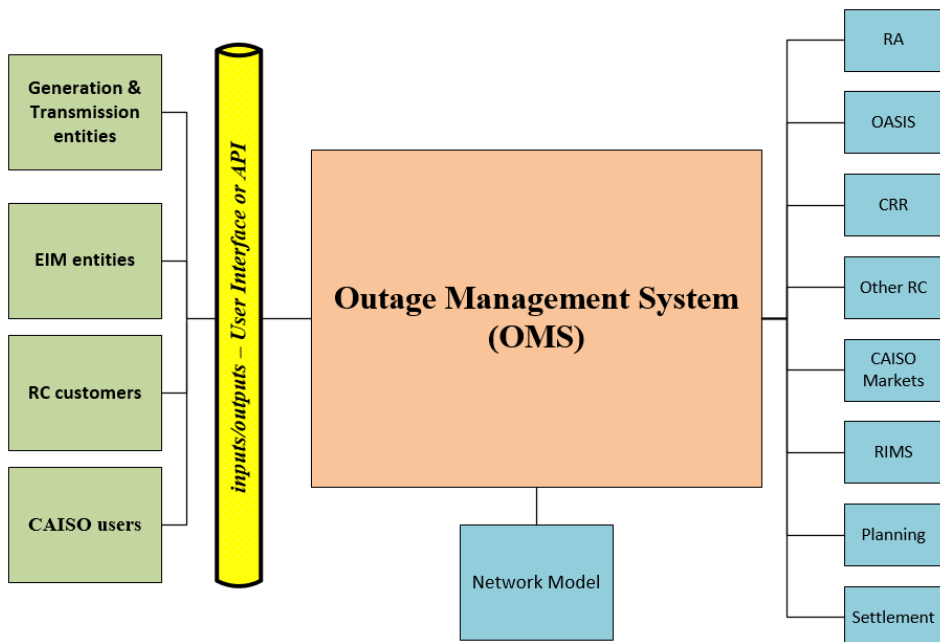 Generation &
Transmission
entities
EIM entities
RC customers
CAISO users
inputs/outputs – User Interface or API
Outage Management System
(OMS)
Network Model
RA
OASIS
CRR
Other RC
CAISO
Markets
RIMS
Planning
Settlement